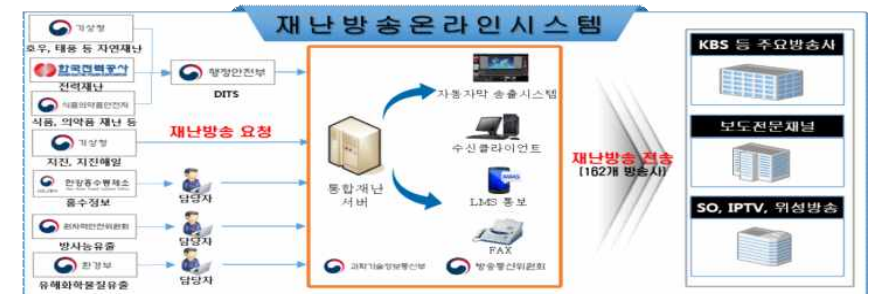 재난방송온라인시스템
기상청
호우, 태풍 등 자연재난
한국전력공사
전력재난
식품의약품안전처
식품, 의약품 재난 등
행정안전부
DITS
기상청
지진, 지진해일
재난방송 요청
한강홍수통제소
홍수정보
담당자
원자력안전위원회
방사능유출
담당자
환경부
유해화학물질유출
담당자
통합재난
서버
자동자막 송출시스템
수신클라이언트
LMS 통보
FAX
과학기술정보통신부
방송통신위원회
재난방송 전송
(162개 방송사)
KBS 등 주요방송사
보도전문채널
SO, IPTV, 위성방송